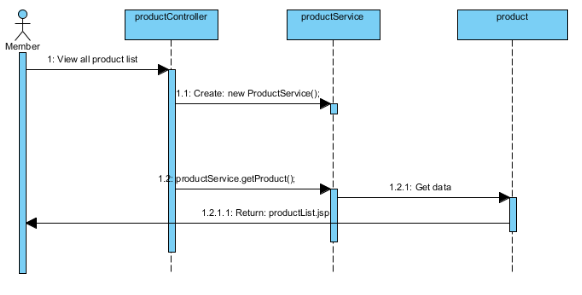 productController
productService
product
Member
1: View all product list
1.1: Create: new ProductService();
1.2: productService.getProduct();
1.2.1: Get data
1.2.1.1: Return: productList.jsp